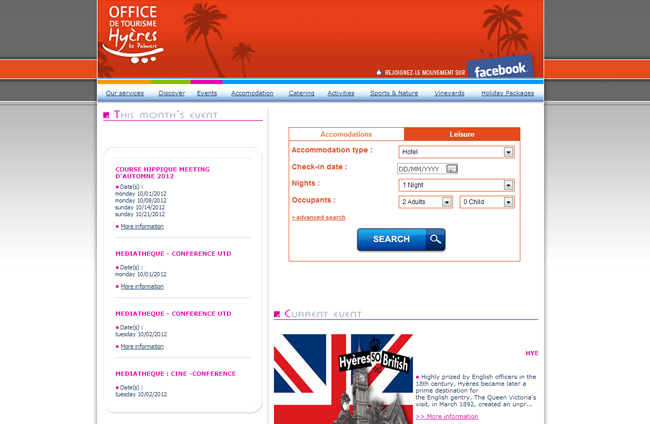 OFFICE
DE TOURISME
Hyères
les Palmiers
REJOIGNEZ-LE MOUVEMENT SUR facebook
Our services Discover Events Accomodation Catering Activities Sports & Nature Vineyards Holiday Packages
THIS MONTH'S EVENT
COURSE HIPPIQUE MEETING
D'AUTOMNE 2012
Date(s) :
monday 10/01/2012
monday 10/08/2012
sunday 10/14/2012
sunday 10/21/2012
More information
MEDIATHEQUE - CONFERENCE UTD
Date(s) :
monday 10/01/2012
More information
MEDIATHEQUE - CONFERENCE UTD
Date(s) :
tuesday 10/02/2012
More information
MEDIATHEQUE : CINE -CONFERENCE
Date(s) :
tuesday 10/02/2012
Accomodations Leisure
Accommodation type : Hotel
Check-in date : DD/MM/YYYY
Nights : 1 Night
Occupants : 2 Adults 0 Child
+ advanced search
SEARCH
CURRENT EVENT
Hyères SO British
HYE
Highly prized by English officers in the
18th century, Hyères became later a
prime destination for
the English gentry. The Queen Victoria's
visit, in March 1892, created an unpr...
>> More information